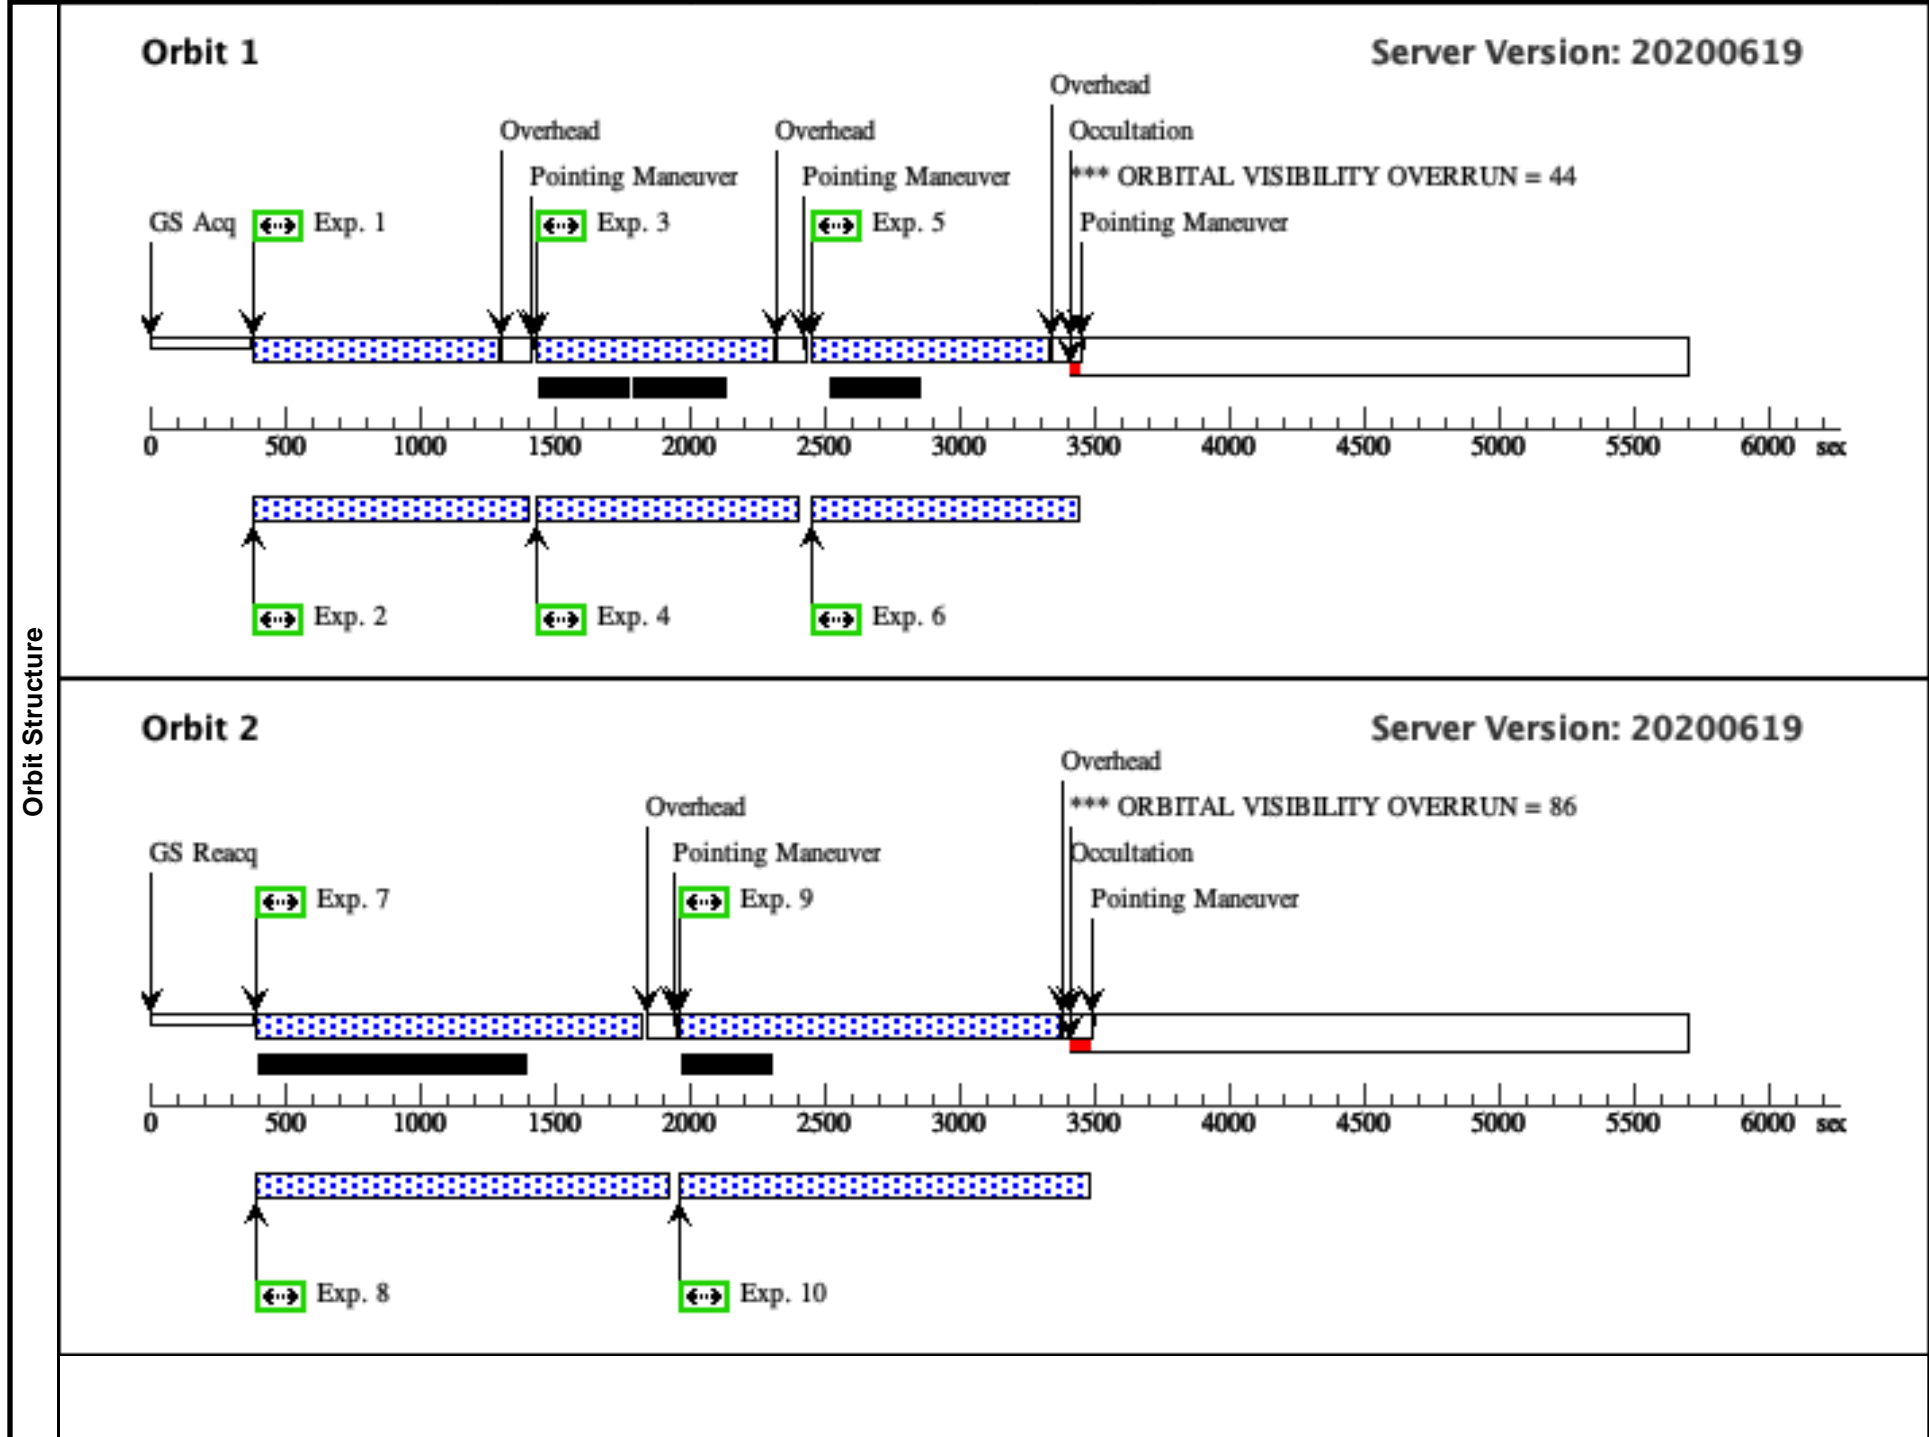 Orbit Structure
Orbit 1
Server Version: 20200619
Overhead
Overhead
Overhead
Occultation
Pointing Maneuver
Pointing Maneuver
*** ORBITAL VISIBILITY OVERRUN = 44
GS Acq
Exp. 1
Exp. 3
Exp. 5
Pointing Maneuver
0 500 1000 1500 2000 2500 3000 3500 4000 4500 5000 5500 6000 sec
Exp. 2
Exp. 4
Exp. 6
Orbit 2
Server Version: 20200619
Overhead
Overhead
*** ORBITAL VISIBILITY OVERRUN = 86
GS Reacq
Pointing Maneuver
Occultation
Exp. 7
Exp. 9
Pointing Maneuver
0 500 1000 1500 2000 2500 3000 3500 4000 4500 5000 5500 6000 sec
Exp. 8
Exp. 10